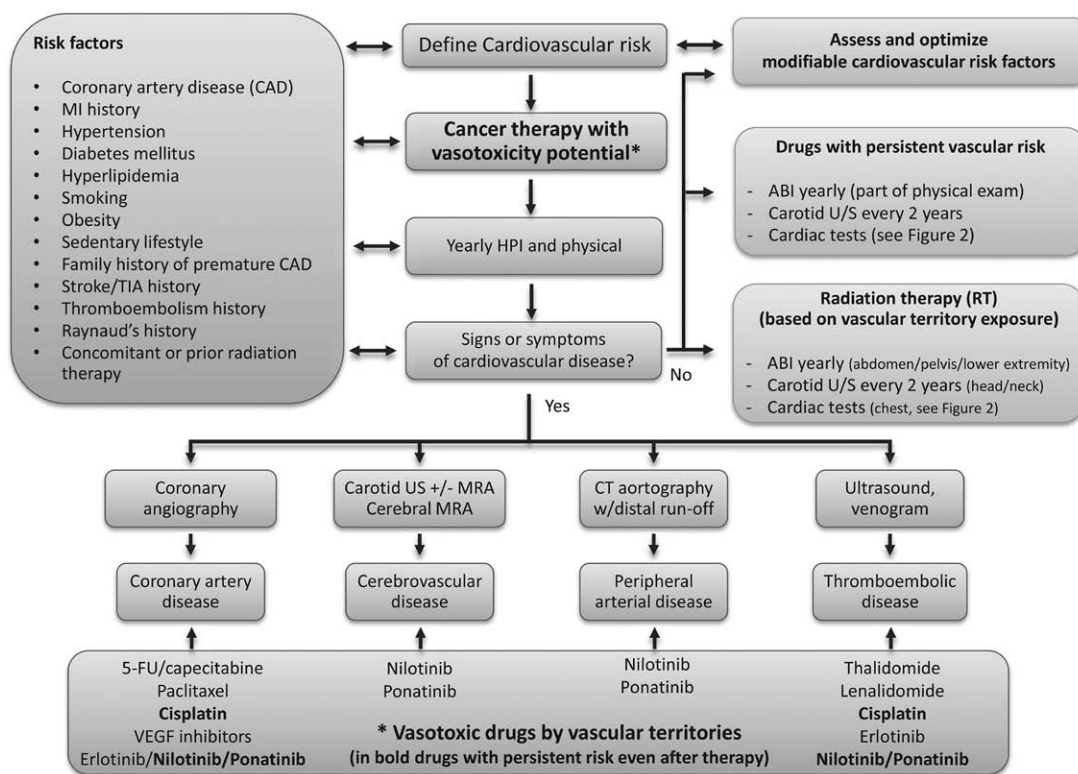 Risk factors
• Coronary artery disease (CAD)
• MI history
• Hypertension
• Diabetes mellitus
• Hyperlipidemia
• Smoking
• Obesity
• Sedentary lifestyle
• Family history of premature CAD
• Stroke/TIA history
• Thromboembolism history
• Raynaud’s history
• Concomitant or prior radiation
therapy
Define Cardiovascular risk
Cancer therapy with
vasotoxicity potential*
Yearly HPI and physical
Signs or symptoms
of cardiovascular disease?
No
Yes
Assess and optimize
modifiable cardiovascular risk factors
Drugs with persistent vascular risk
- ABI yearly (part of physical exam)
- Carotid U/S every 2 years
- Cardiac tests (see Figure 2)
Radiation therapy (RT)
(based on vascular territory exposure)
- ABI yearly (abdomen/pelvis/lower extremity)
- Carotid U/S every 2 years (head/neck)
- Cardiac tests (chest, see Figure 2)
Coronary
angiography
Carotid US +/- MRA
Cerebral MRA
CT aortography
w/distal run-off
Ultrasound,
venogram
Coronary artery
disease
Cerebrovascular
disease
Peripheral
arterial disease
Thromboembolic
disease
5-FU/capecitabine
Paclitaxel
Cisplatin
VEGF inhibitors
Erlotinib/Nilotinib/Ponatinib
Nilotinib
Ponatinib
Nilotinib
Ponatinib
Thalidomide
Lenalidomide
Cisplatin
Erlotinib
Nilotinib/Ponatinib
* Vasotoxic drugs by vascular territories
(in bold drugs with persistent risk even after therapy)